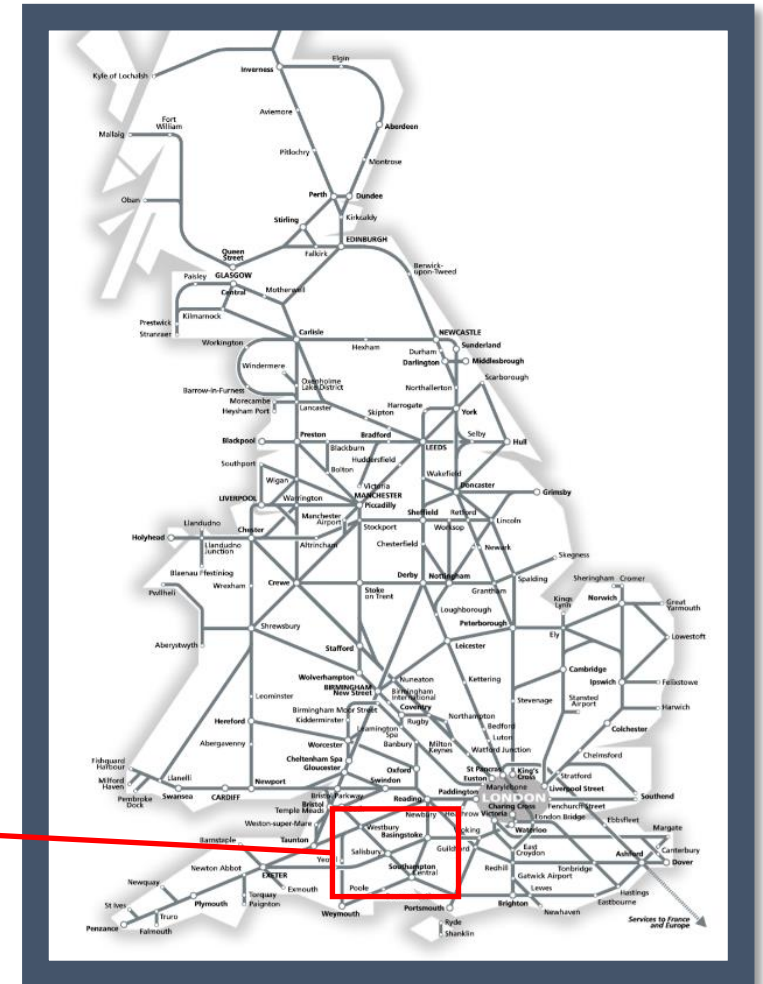 Kyle of Lochalsh
Inverness
Elgin
Aviemore
Fort
William
Mallaig
Aberdeen
Pitlochry
Montrose
Oban
Perth
Dundee
Stirling
Kirkcaldy
Queen
Street
EDINBURGH
Falkirk
Berwick-
upon-Tweed
Paisley
GLASGOW
Central
Motherwell
Prestwick
Kilmarnock
Stranraer
Carlisle
NEWCASTLE
Workington
Hexham
Durham
Sunderland
Darlington
Middlesbrough
Windermere
Oxenholme
Lake District
Northallerton
Scarborough
Barrow-in-Furness
Morecambe
Heysham Port
Lancaster
Harrogate
Skipton
York
Blackpool
Preston
Bradford
Selby
Hull
Blackburn
LEEDS
Huddersfield
Southport
Bolton
Wakefield
Wigan
Victoria
MANCHESTER
Piccadilly
Doncaster
Grimsby
LIVERPOOL
Warrington
Manchester
Airport
Sheffield
Retford
Lincoln
Llandudno
Stockport
Worksop
Holyhead
Chester
Llandudno
Junction
Altrincham
Chesterfield
Newark
Skegness
Blaenau Ffestiniog
Pwllheli
Wrexham
Crewe
Stoke
on Trent
Derby
Nottingham
Grantham
Spalding
Sheringham
Cromer
Kings
Lynn
Norwich
Great
Yarmouth
Loughborough
Shrewsbury
Peterborough
Ely
Lowestoft
Aberystwyth
Stafford
Leicester
Wolverhampton
Cambridge
BIRMINGHAM
New Street
Nuneaton
Kettering
Ipswich
Felixstowe
Leominster
Birmingham
International
Stevenage
Stansted
Airport
Harwich
Birmingham Moor Street
Coventry
Kidderminster
Rugby
Northampton
Hereford
Leamington
Spa
Bedford
Colchester
Abergavenny
Worcester
Banbury
Milton
Keynes
Luton
Watford Junction
Chelmsford
Cheltenham Spa
Gloucester
Fishguard
Harbour
Milford
Haven
Llanelli
Oxford
St Pancras
Euston
King's
Cross
Stratford
Swindon
Pembroke
Dock
Swansea
CARDIFF
Newport
Bristol Parkway
Reading
Paddington
Marylebone
LONDON
Liverpool Street
Fenchurch Street
Southend
Bristol
Temple Meads
Newbury
Heathrow
Victoria
Charing Cross
London Bridge
Ebbsfleet
Weston-super-Mare
Westbury
Basingstoke
Woking
Waterloo
Margate
Barnstaple
Taunton
Salisbury
Guildford
East
Croydon
Canterbury
Yeovil
Newton Abbot
Southampton
Central
Redhill
Gatwick Airport
Tonbridge
Ashford
Dover
EXETER
Newquay
Exmouth
Poole
Lewes
Hastings
Eastbourne
St Ives
Plymouth
Torquay
Paignton
Weymouth
Portsmouth
Brighton
Newhaven
Truro
Penzance
Falmouth
Ryde
Shanklin
Services to France
and Europe